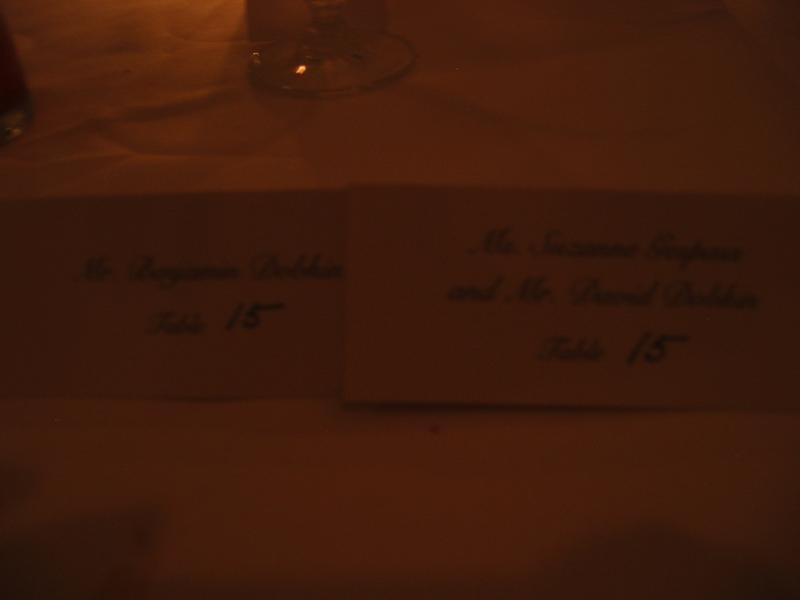 Mr. Benjamin Dobkin
Table 15
Ms. Suzanne
and Mr. David Dobkin
Table 15